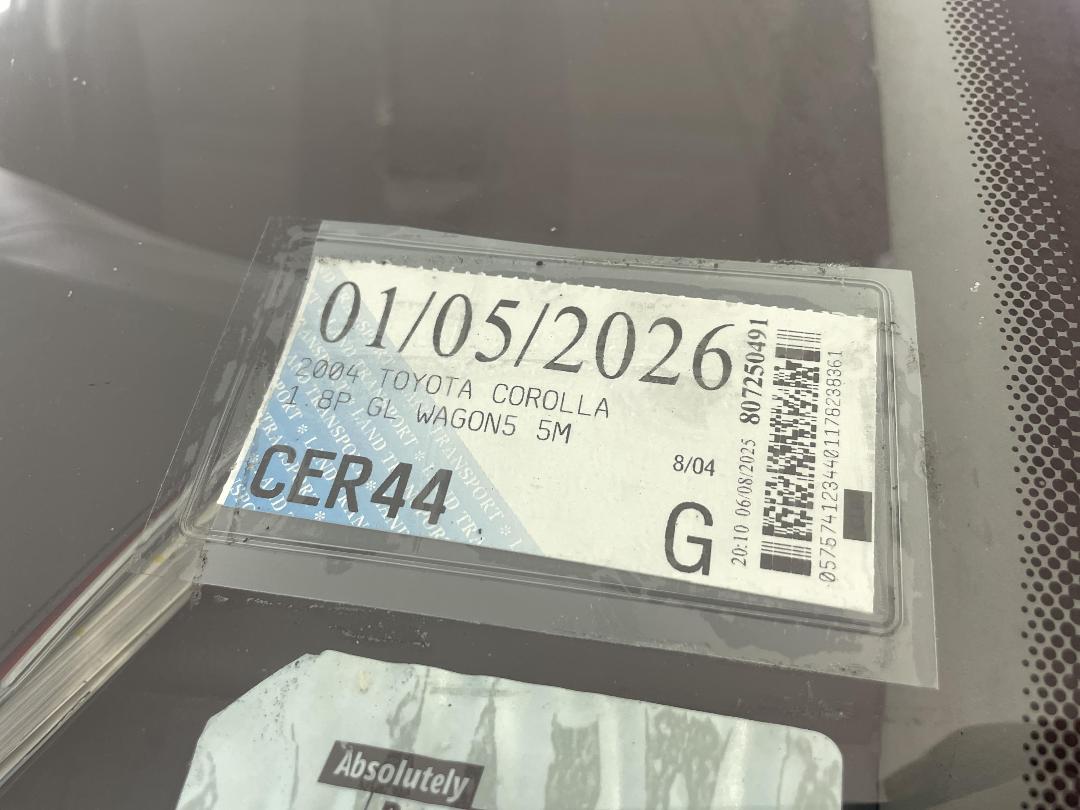 01/05/2026
2004 TOYOTA COROLLA
1.8P GL WAGON5 5M
CER44
8/04
G
20:10 06/08/2025 807250491
05757412344011178238361
Absolutely